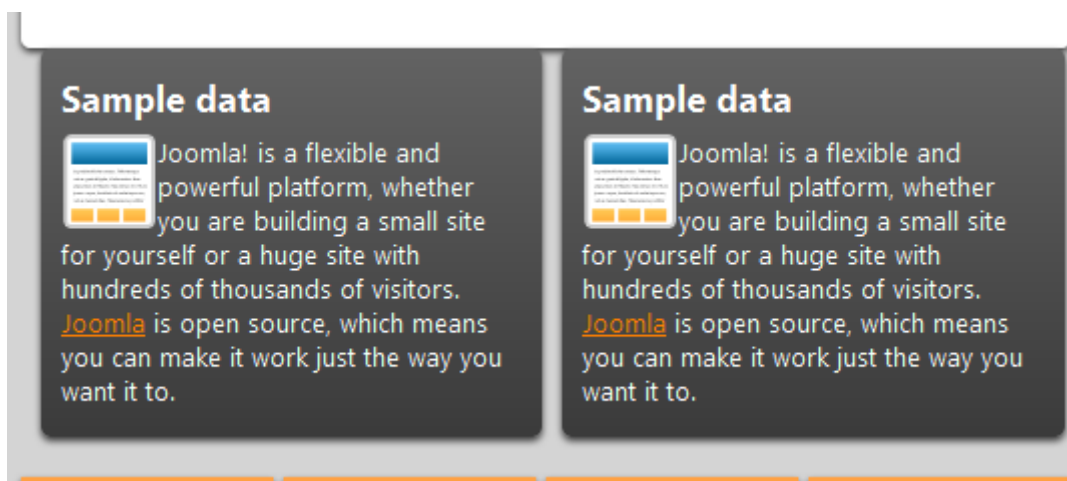 Sample data
Joomla! is a flexible and
powerful platform, whether
you are building a small site
for yourself or a huge site with
hundreds of thousands of visitors.
Joomla is open source, which means
you can make it work just the way you
want it to.
Sample data
Joomla! is a flexible and
powerful platform, whether
you are building a small site
for yourself or a huge site with
hundreds of thousands of visitors.
Joomla is open source, which means
you can make it work just the way you
want it to.